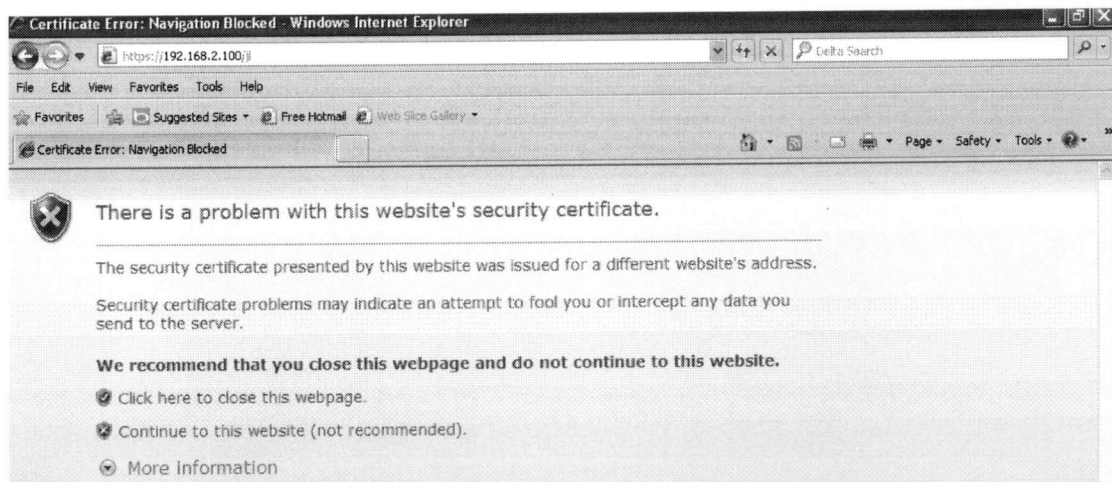 Certificate Error: Navigation Blocked - Windows Internet Explorer
https://192.168.2.100/ji
Delta Search
File Edit View Favorites Tools Help
Favorites Suggested Sites Free Hotmail Web Slice Gallery
Certificate Error: Navigation Blocked
Page Safety Tools
There is a problem with this website's security certificate.
The security certificate presented by this website was issued for a different website's address.
Security certificate problems may indicate an attempt to fool you or intercept any data you
send to the server.
We recommend that you close this webpage and do not continue to this website.
Click here to close this webpage.
Continue to this website (not recommended).
More information